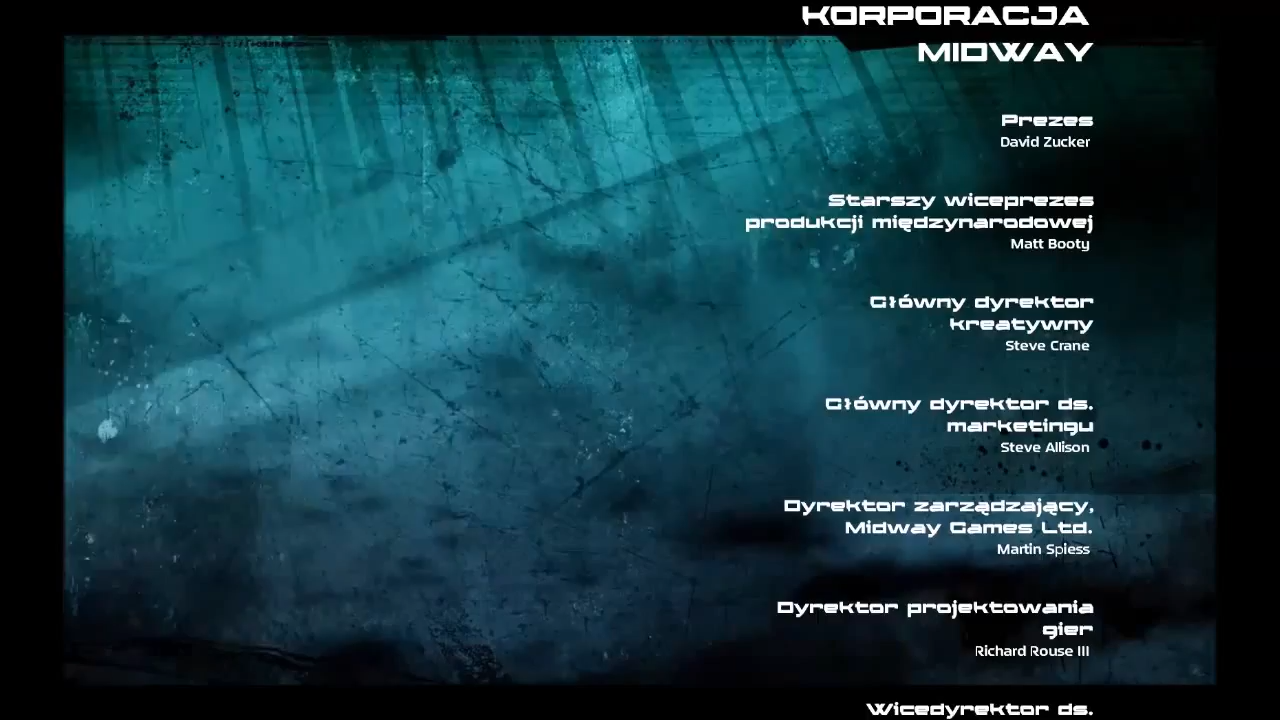 KORPORACJA
MIDWAY
Prezes
David Zucker
Starszy wiceprezes
produkcji międzynarodowej
Matt Booty
Główny dyrektor
kreatywny
Steve Crane
Główny dyrektor ds.
marketingu
Steve Allison
Dyrektor zarządzający,
Midway Games Ltd.
Martin Spiess
Dyrektor projektowania
gier
Richard Rouse III
Wicedyrektor ds.